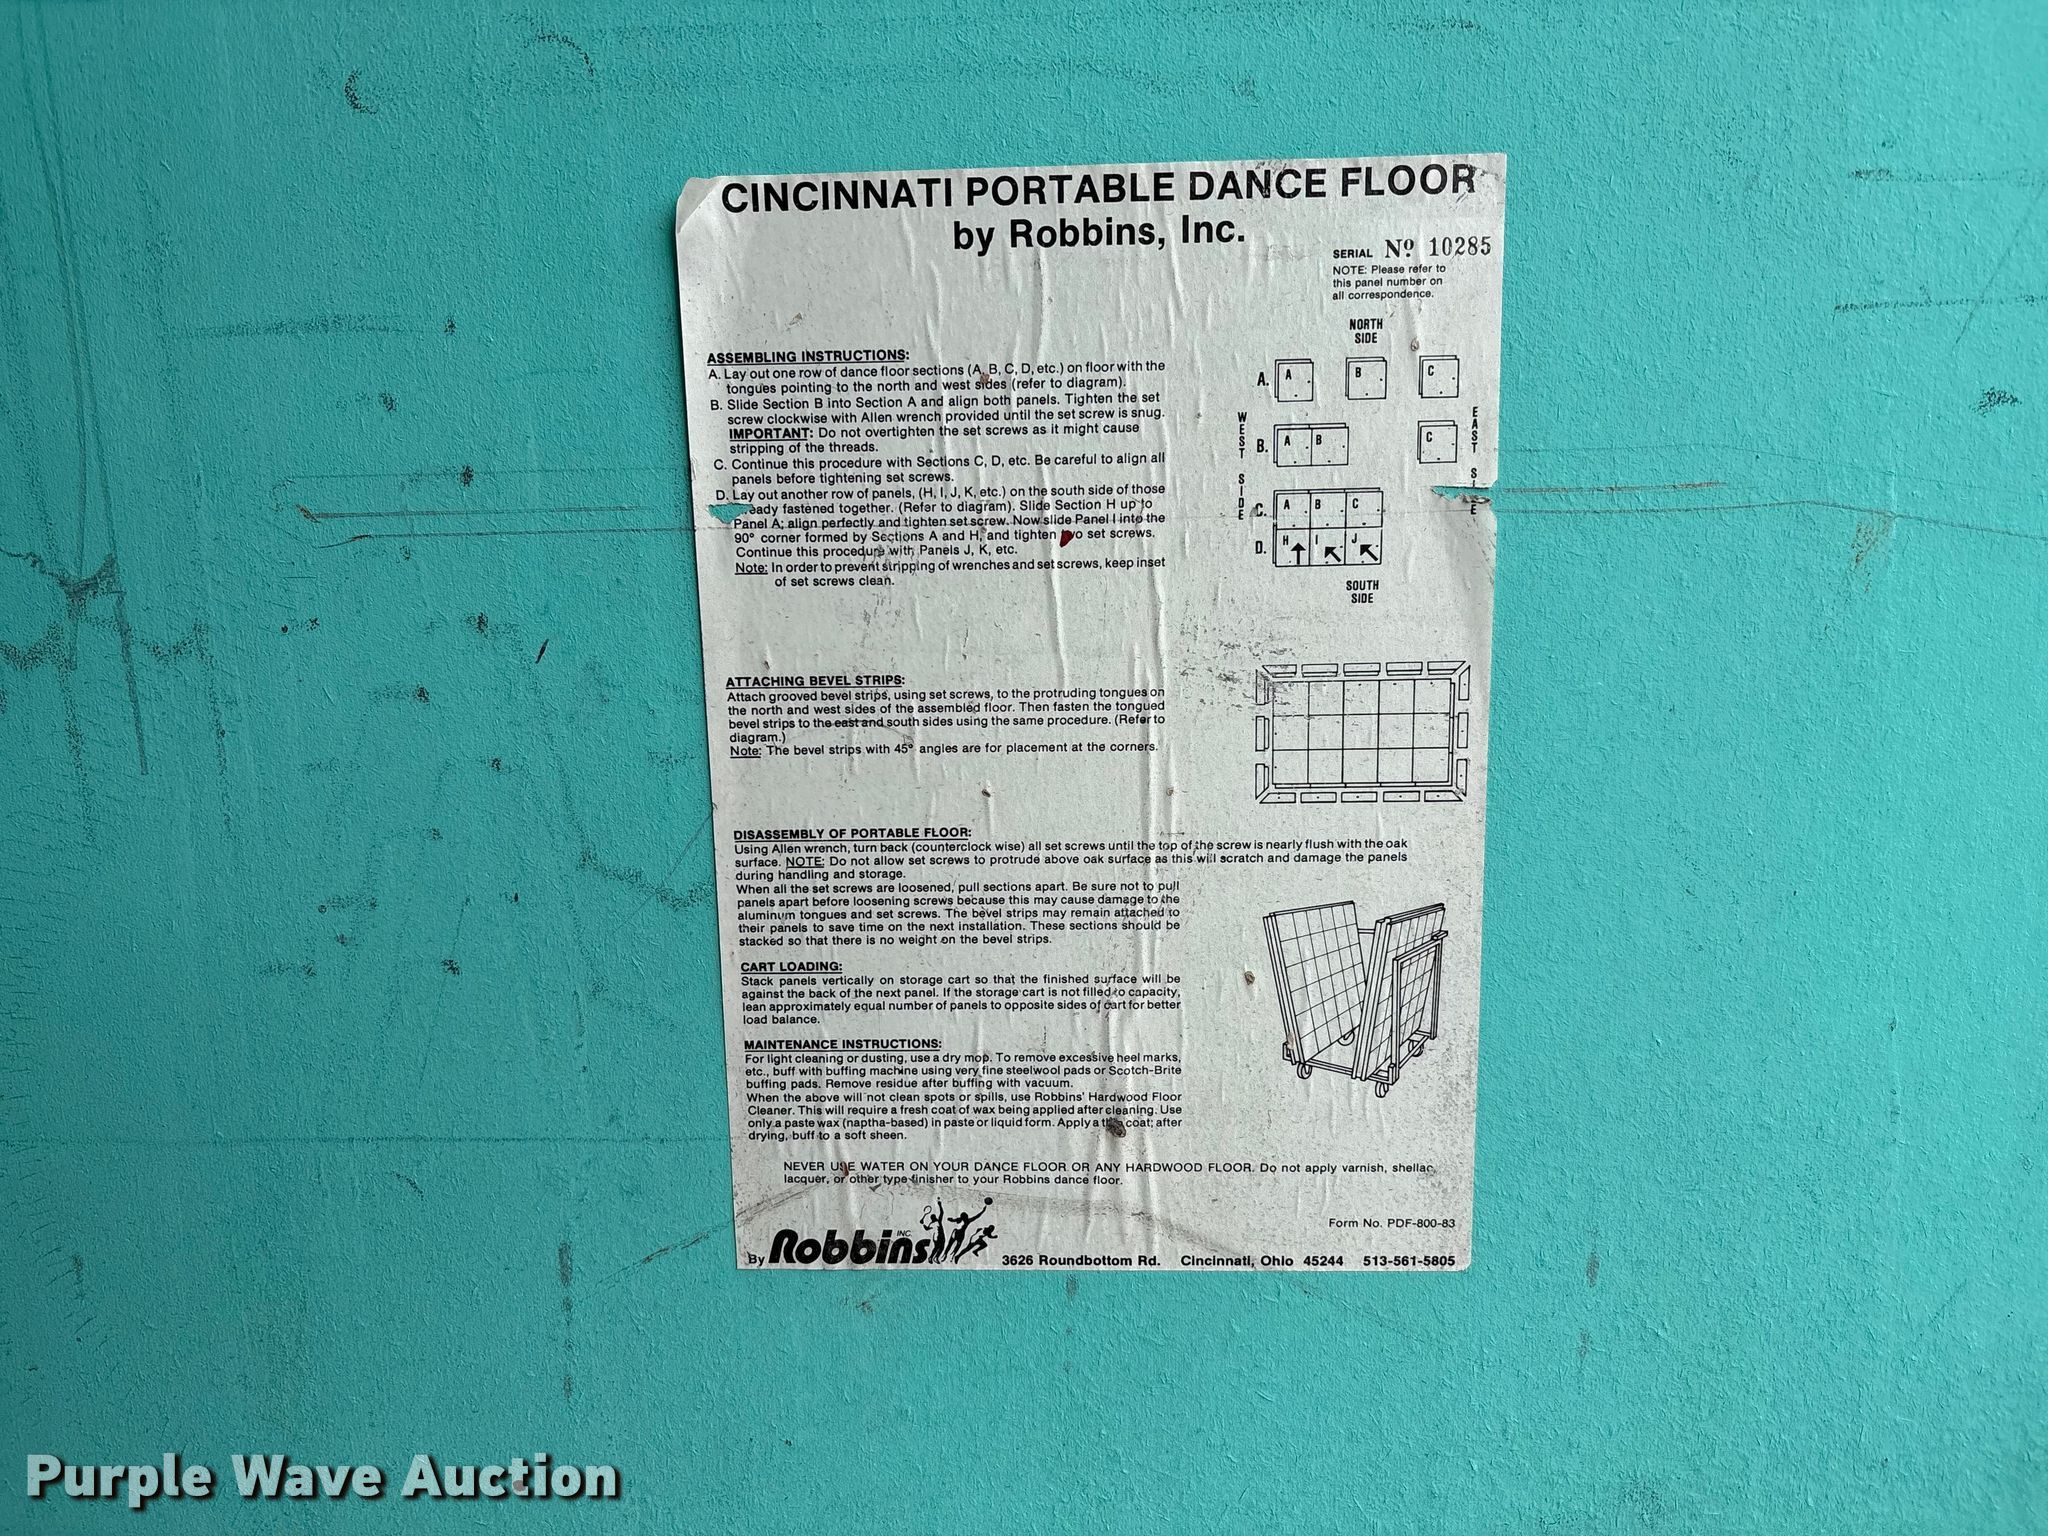 CINCINNATI PORTABLE DANCE FLOOR
by Robbins, Inc.
SERIAL Nº 10285
NOTE: Please refer to
this panel number on
all correspondence.
ASSEMBLING INSTRUCTIONS:
A. Lay out one row of dance floor sections (A, B, C, D, etc.) on floor with the
tongues pointing to the north and west sides (refer to diagram).
B. Slide Section B into Section A and align both panels. Tighten the set
screw clockwise with Allen wrench provided until the set screw is snug.
IMPORTANT: Do not overtighten the set screws as it might cause
stripping of the threads.
C. Continue this procedure with Sections C, D, etc. Be careful to align all
panels before tightening set screws.
D. Lay out another row of panels, (H, I, J, K, etc.) on the south side of those
eady fastened together. (Refer to diagram). Slide Section H up to
Panel A; align perfectly and tighten set screw. Now slide Panel I into the
90° corner formed by Sections A and H, and tighten two set screws.
Continue this procedure with Panels J, K, etc.
Note: In order to prevent stripping of wrenches and set screws, keep inset
of set screws clean.
NORTH
SIDE
A. A B C
WEST SIDE
EAST SIDE
B. A B C
C. A B C
D. H I J
SOUTH
SIDE
ATTACHING BEVEL STRIPS:
Attach grooved bevel strips, using set screws, to the protruding tongues on
the north and west sides of the assembled floor. Then fasten the tongued
bevel strips to the east and south sides using the same procedure. (Refer to
diagram.)
Note: The bevel strips with 45° angles are for placement at the corners.
DISASSEMBLY OF PORTABLE FLOOR:
Using Allen wrench, turn back (counterclock wise) all set screws until the top of the screw is nearly flush with the oak
surface. NOTE: Do not allow set screws to protrude above oak surface as this will scratch and damage the panels
during handling and storage.
When all the set screws are loosened, pull sections apart. Be sure not to pull
panels apart before loosening screws because this may cause damage to the
aluminum tongues and set screws. The bevel strips may remain attached to
their panels to save time on the next installation. These sections should be
stacked so that there is no weight on the bevel strips.
CART LOADING:
Stack panels vertically on storage cart so that the finished surface will be
against the back of the next panel. If the storage cart is not filled to capacity,
lean approximately equal number of panels to opposite sides of cart for better
load balance.
MAINTENANCE INSTRUCTIONS:
For light cleaning or dusting, use a dry mop. To remove excessive heel marks,
etc., buff with buffing machine using very fine steelwool pads or Scotch-Brite
buffing pads. Remove residue after buffing with vacuum.
When the above will not clean spots or spills, use Robbins' Hardwood Floor
Cleaner. This will require a fresh coat of wax being applied after cleaning. Use
only a paste wax (naptha-based) in paste or liquid form. Apply a thin coat; after
drying, buff to a soft sheen.
NEVER USE WATER ON YOUR DANCE FLOOR OR ANY HARDWOOD FLOOR. Do not apply varnish, shellac,
lacquer, or other type finisher to your Robbins dance floor.
Form No. PDF-800-83
By Robbins INC. 3626 Roundbottom Rd. Cincinnati, Ohio 45244 513-561-5805
Purple Wave Auction